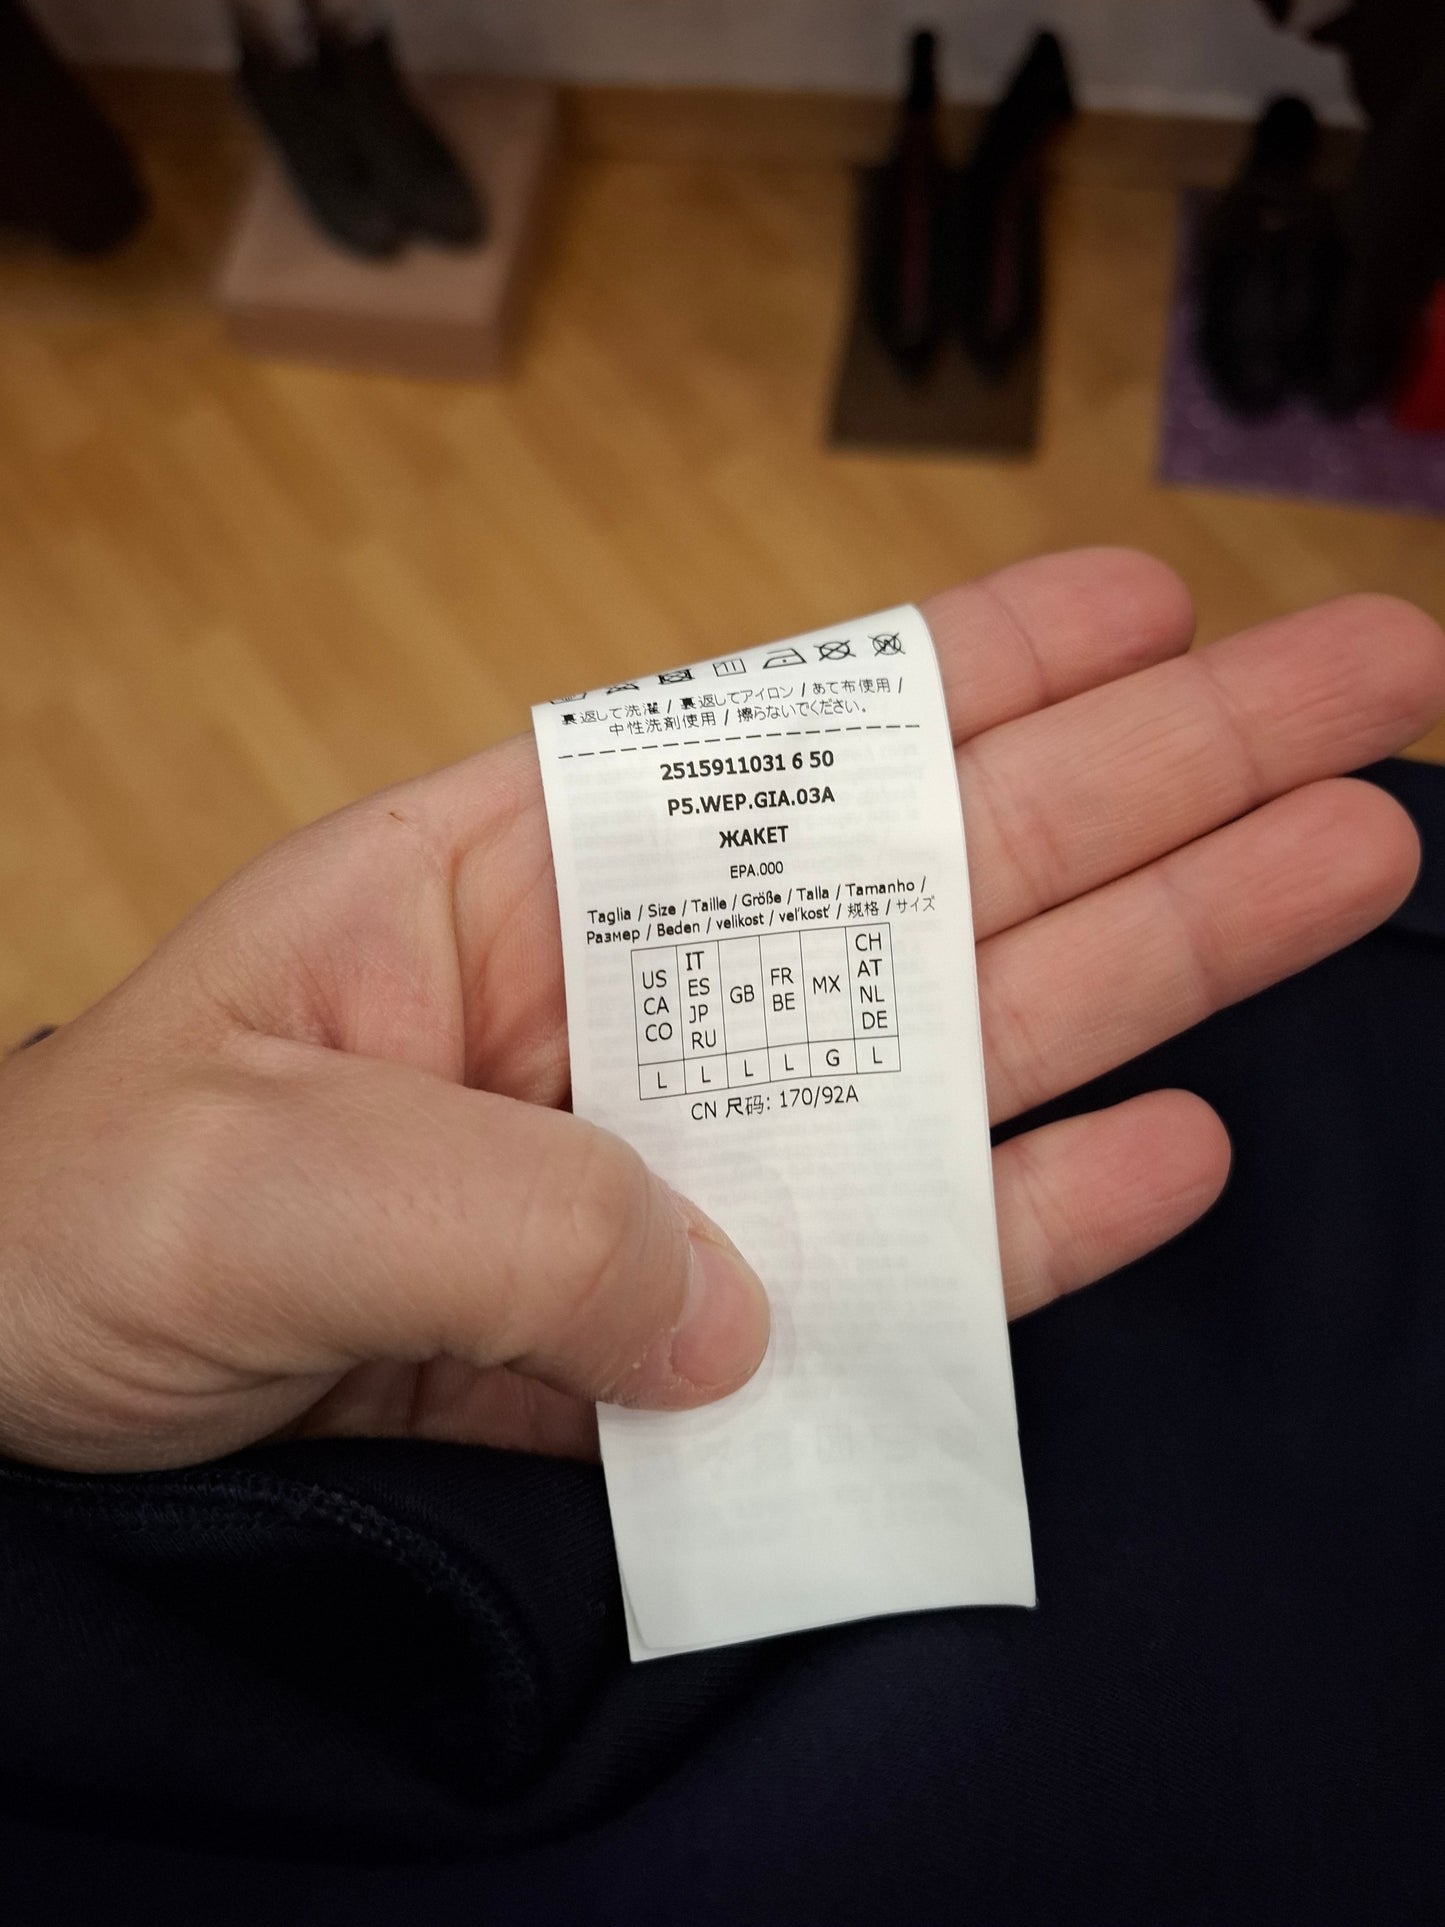 裏返して洗濯 / 裏返してアイロン / あて布使用 /
中性洗剤使用 / 擦らないでください。
2515911031 6 50
P5.WEP.GIA.03A
ЖАКЕТ
EPA.000
Taglia / Size / Taille / Größe / Talla / Tamanho /
Размер / Beden / velikost / veľkosť / 规格 / サイズ
US CA CO
IT ES JP RU
GB
FR BE
MX
CH AT NL DE
L L L L G L
CN 尺码: 170/92A